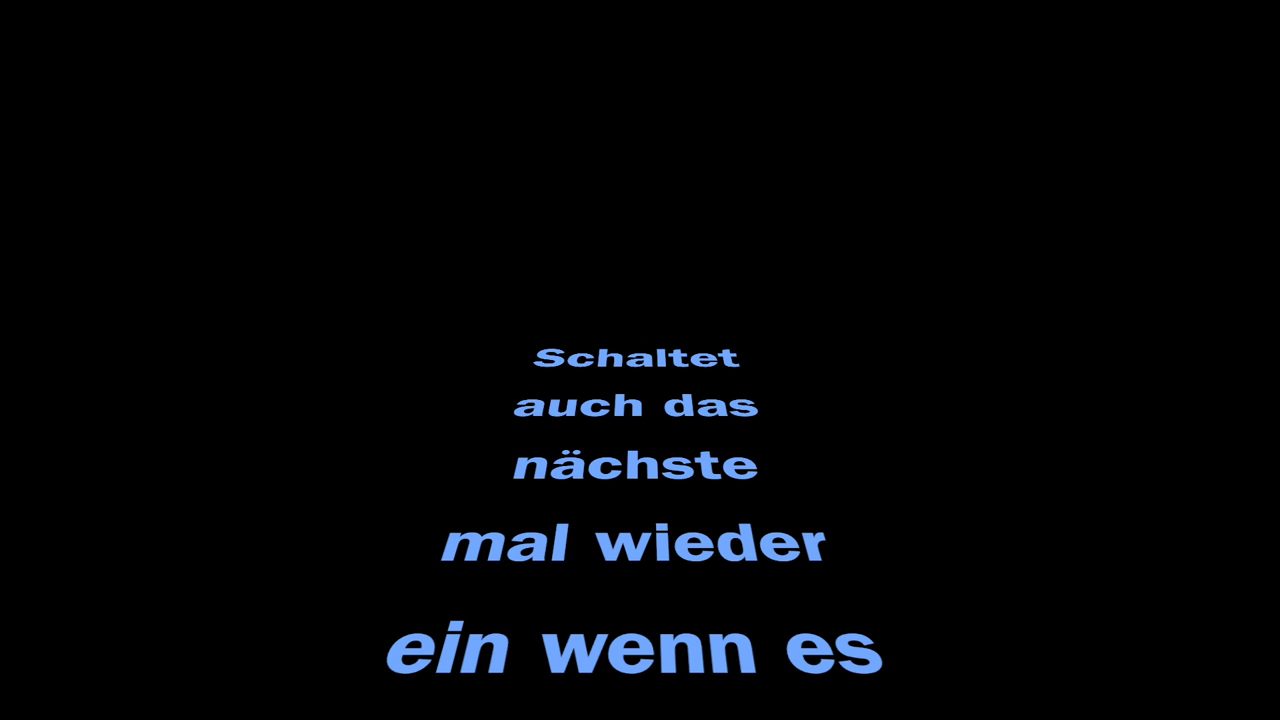 Schaltet
auch das
nächste
mal wieder
ein wenn es